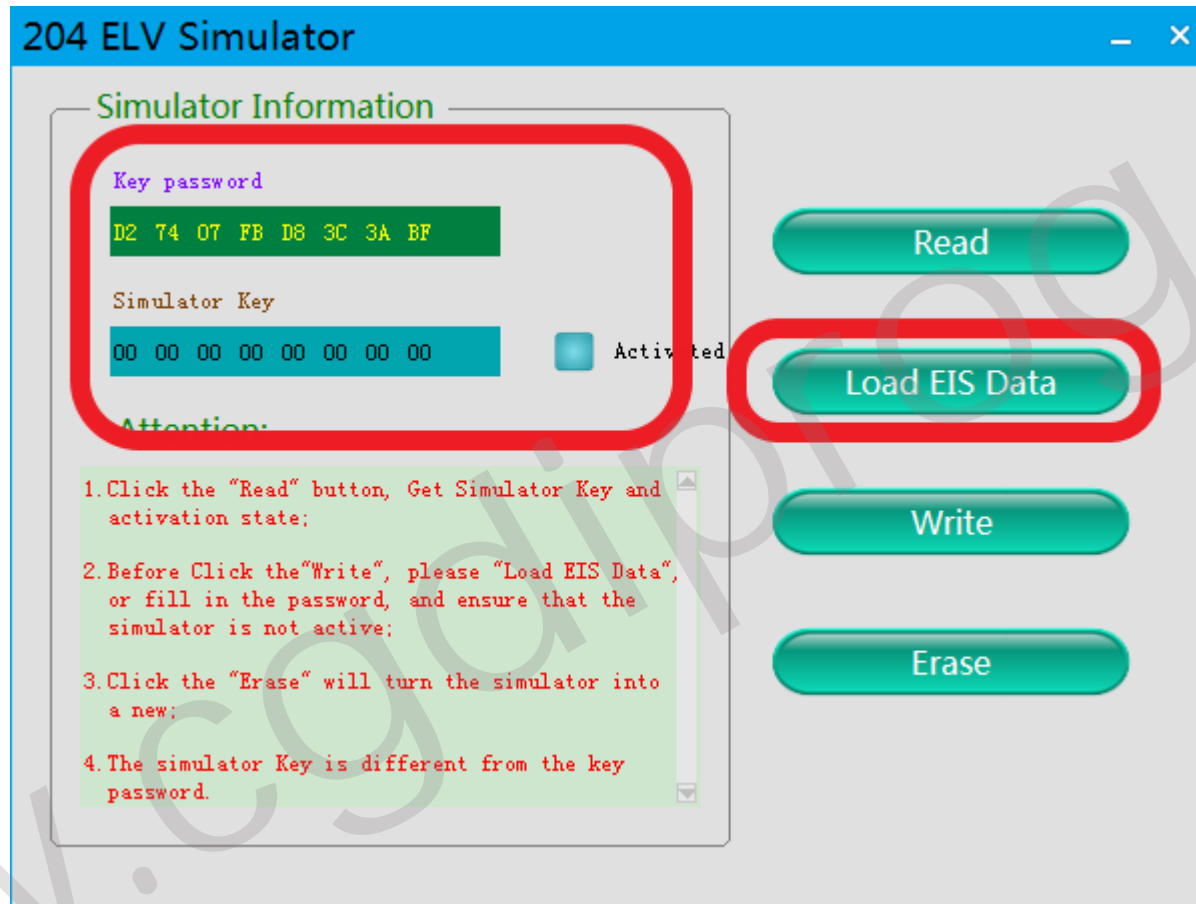 204 ELV Simulator
Simulator Information
Key password
D2 74 07 FB D8 3C 3A BF
Simulator Key
00 00 00 00 00 00 00 00
Activated
Attention:
1.Click the "Read" button, Get Simulator Key and
activation state;
2.Before Click the"Write", please "Load EIS Data",
or fill in the password, and ensure that the
simulator is not active;
3.Click the "Erase" will turn the simulator into
a new;
4.The simulator Key is different from the key
password.
Read
Load EIS Data
Write
Erase
.cgdiprog